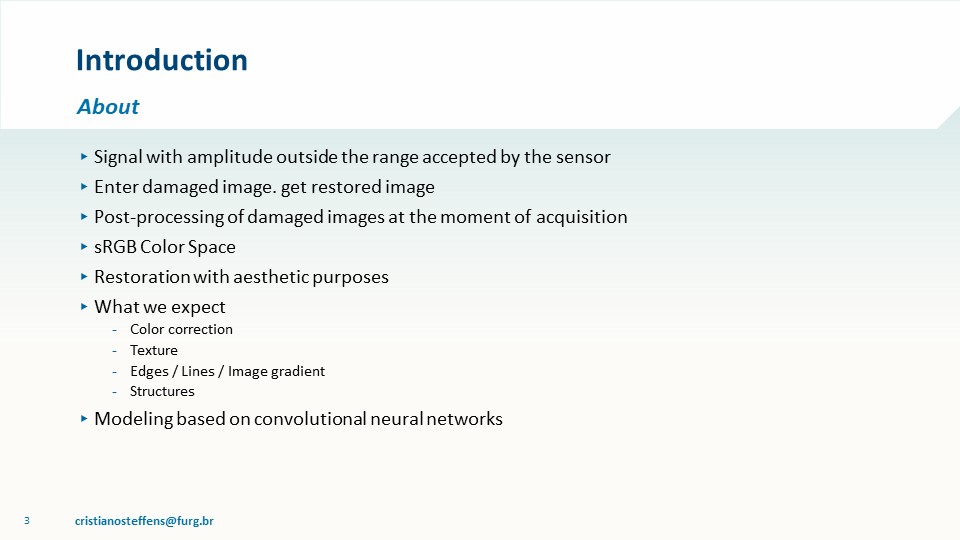 Introduction
About
▸ Signal with amplitude outside the range accepted by the sensor
▸ Enter damaged image. get restored image
▸ Post-processing of damaged images at the moment of acquisition
▸ sRGB Color Space
▸ Restoration with aesthetic purposes
▸ What we expect
- Color correction
- Texture
- Edges / Lines / Image gradient
- Structures
▸ Modeling based on convolutional neural networks
3 cristianosteffens@furg.br